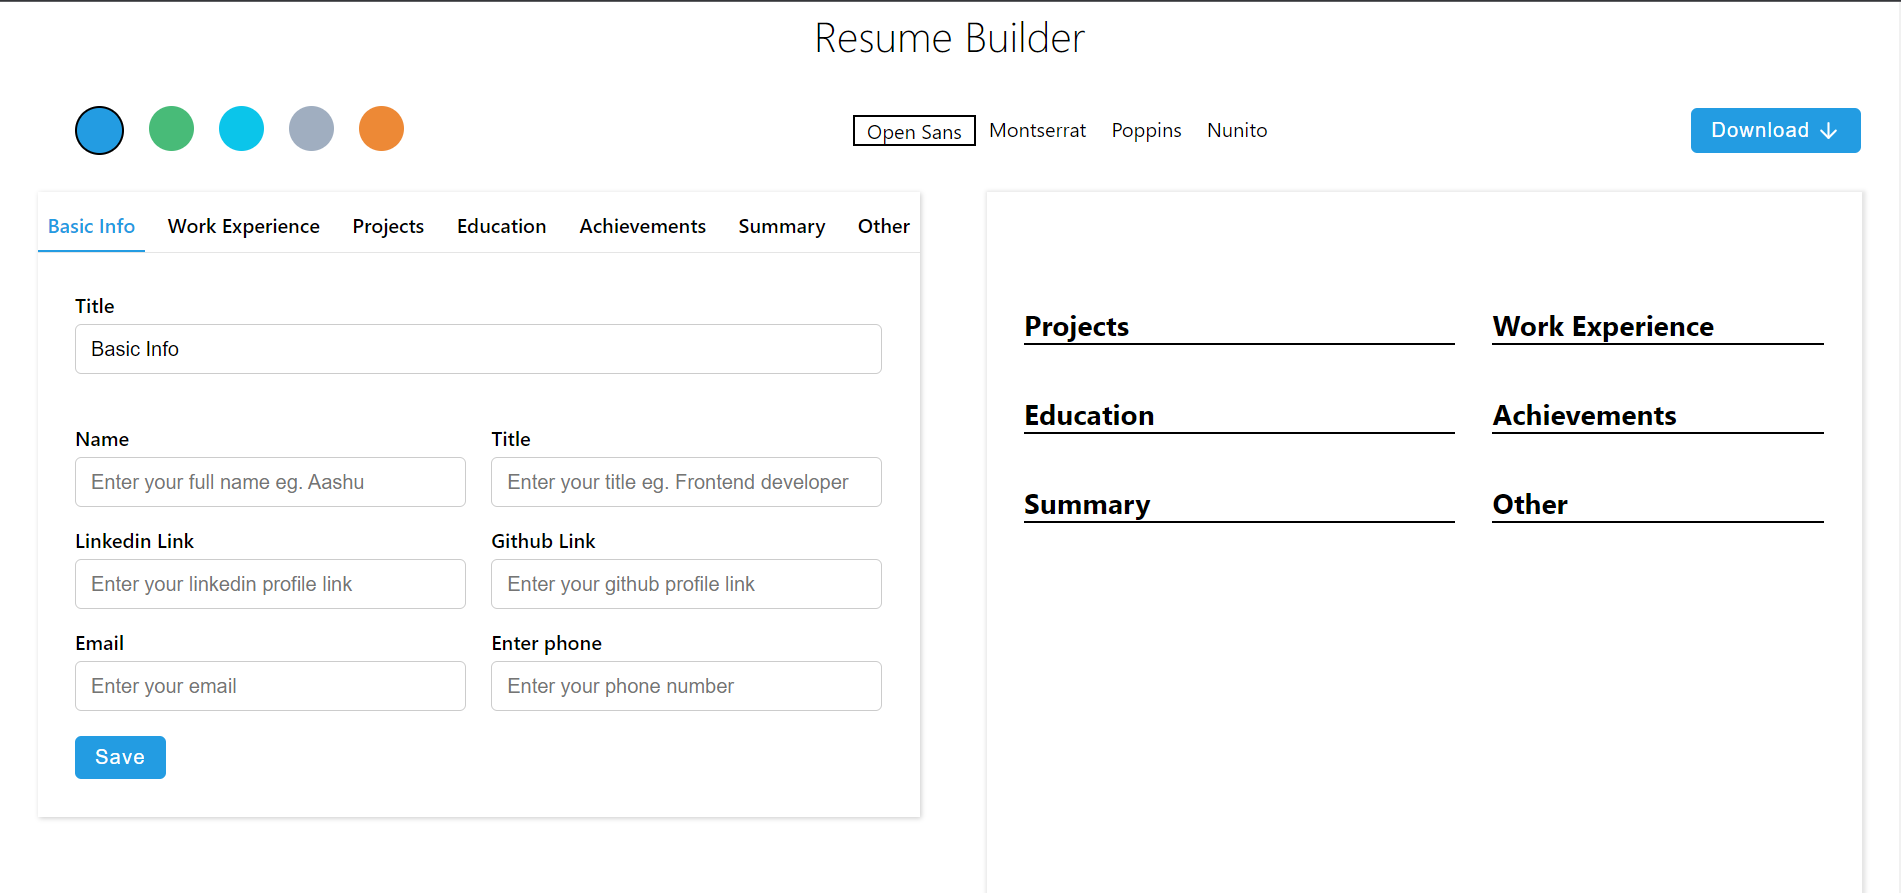 Resume Builder
Open Sans Montserrat Poppins Nunito
Download ↓
Basic Info Work Experience Projects Education Achievements Summary Other
Title
Basic Info
Name Title
Enter your full name eg. Aashu Enter your title eg. Frontend developer
Linkedin Link Github Link
Enter your linkedin profile link Enter your github profile link
Email Enter phone
Enter your email Enter your phone number
Save
Projects Work Experience
Education Achievements
Summary Other